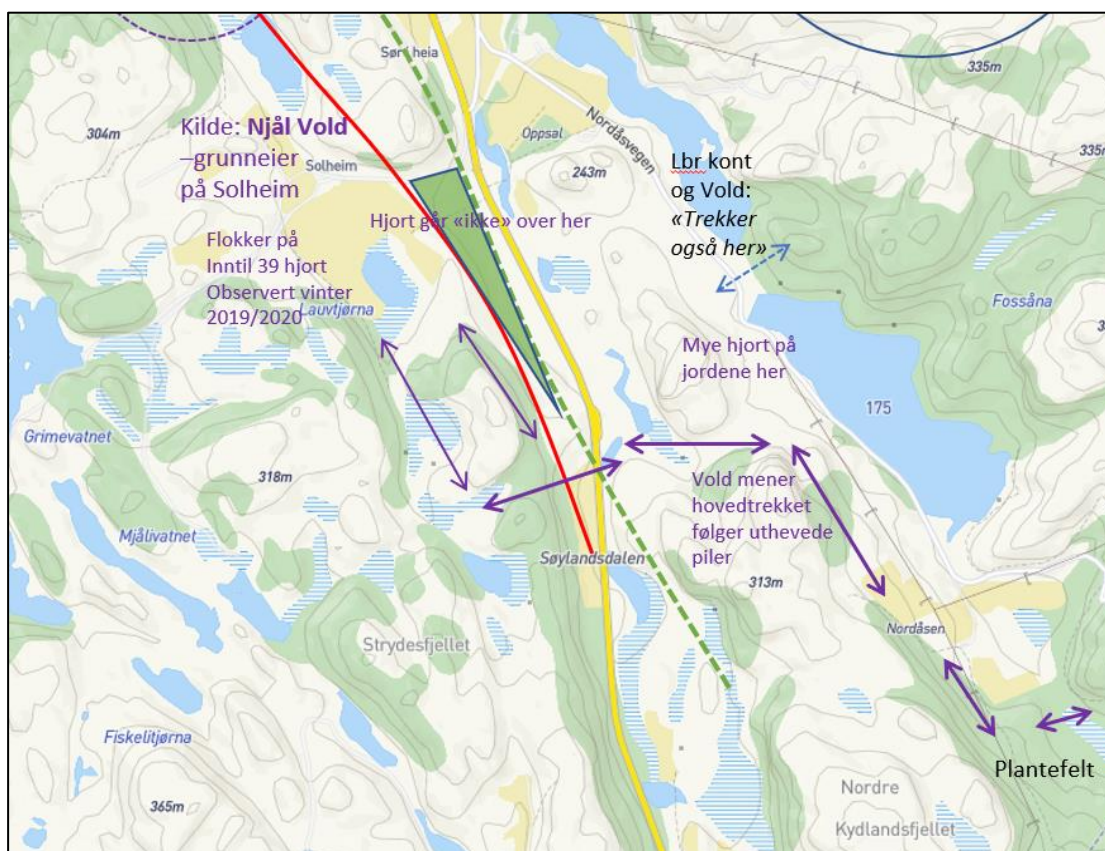 Sør heia
335m
304m
Kilde: Njål Vold
–grunneier
på Solheim
Solheim
Oppsal
Nordåsvegen
243m
Lbr kont
og Vold:
«Trekker
også her»
335m
Hjort går «ikke» over her
Flokker på
Inntil 39 hjort
Observert vinter
2019/2020
Lauvtjørna
Fossåna
Mye hjort på
jordene her
175
Grimevatnet
318m
Vold mener
hovedtrekket
følger uthevede
piler
Mjålivatnet
Søylandsdalen
313m
Nordåsen
Strydesfjellet
Fiskelitjørna
365m
Plantefelt
Nordre
Kydlandsfjellet